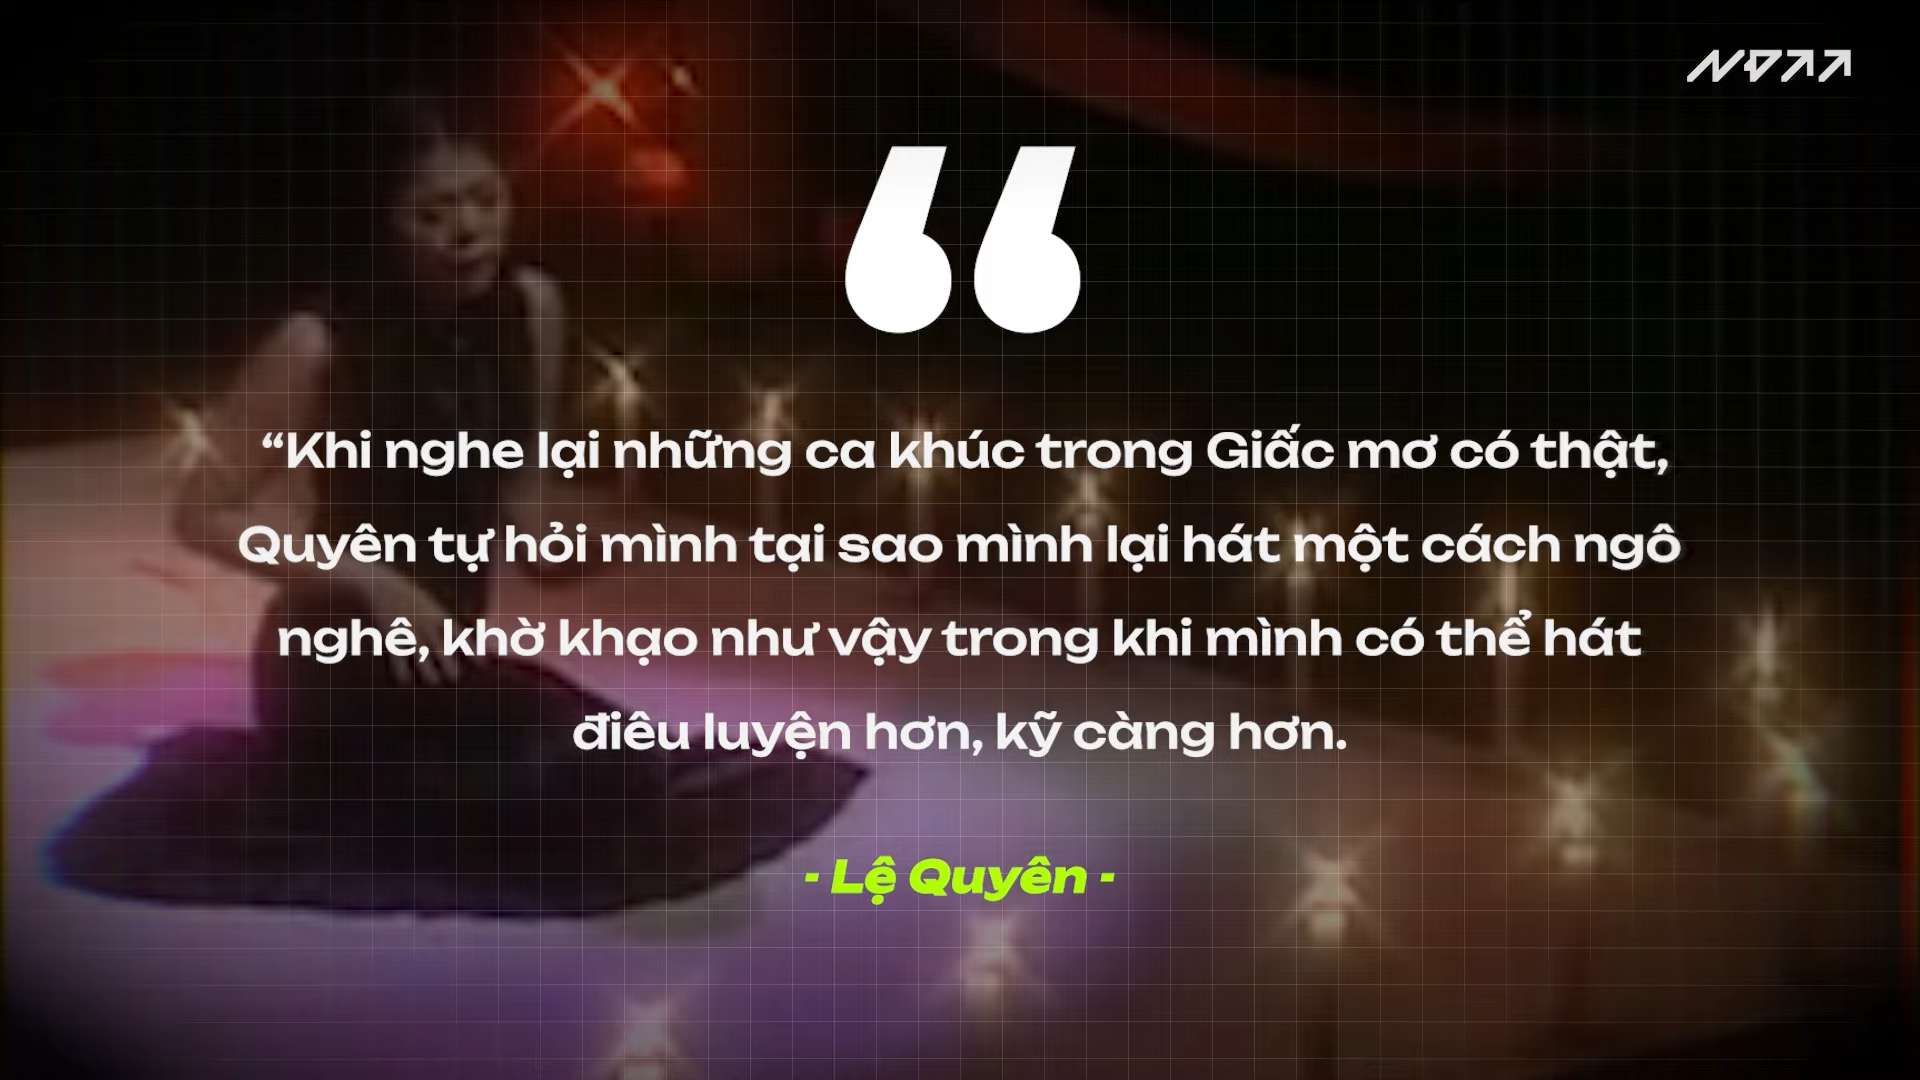 “Khi nghe lại những ca khúc trong Giấc mơ có thật,
Quyên tự hỏi mình tại sao mình lại hát một cách ngô
nghê, khờ khạo như vậy trong khi mình có thể hát
điêu luyện hơn, kỹ càng hơn.
- Lệ Quyên -